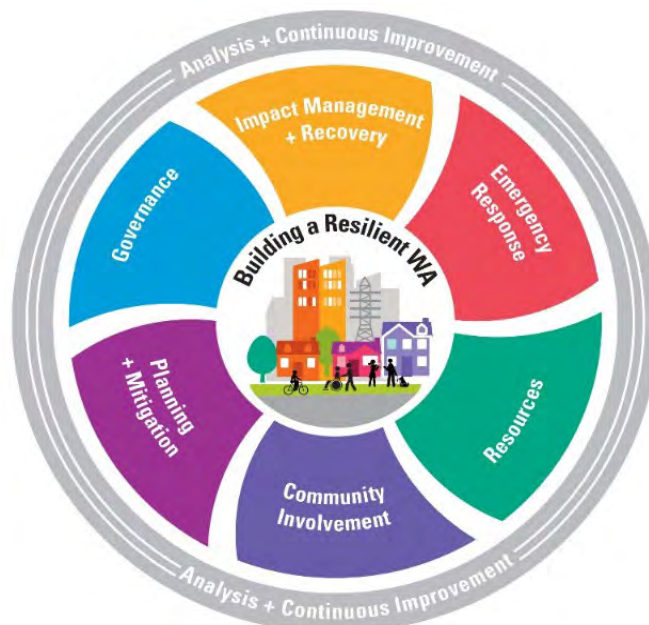 Analysis + Continuous Improvement
Impact Management
+ Recovery
Emergency
Response
Governance
Building a Resilient WA
Planning
+ Mitigation
Resources
Community
Involvement
Analysis + Continuous Improvement